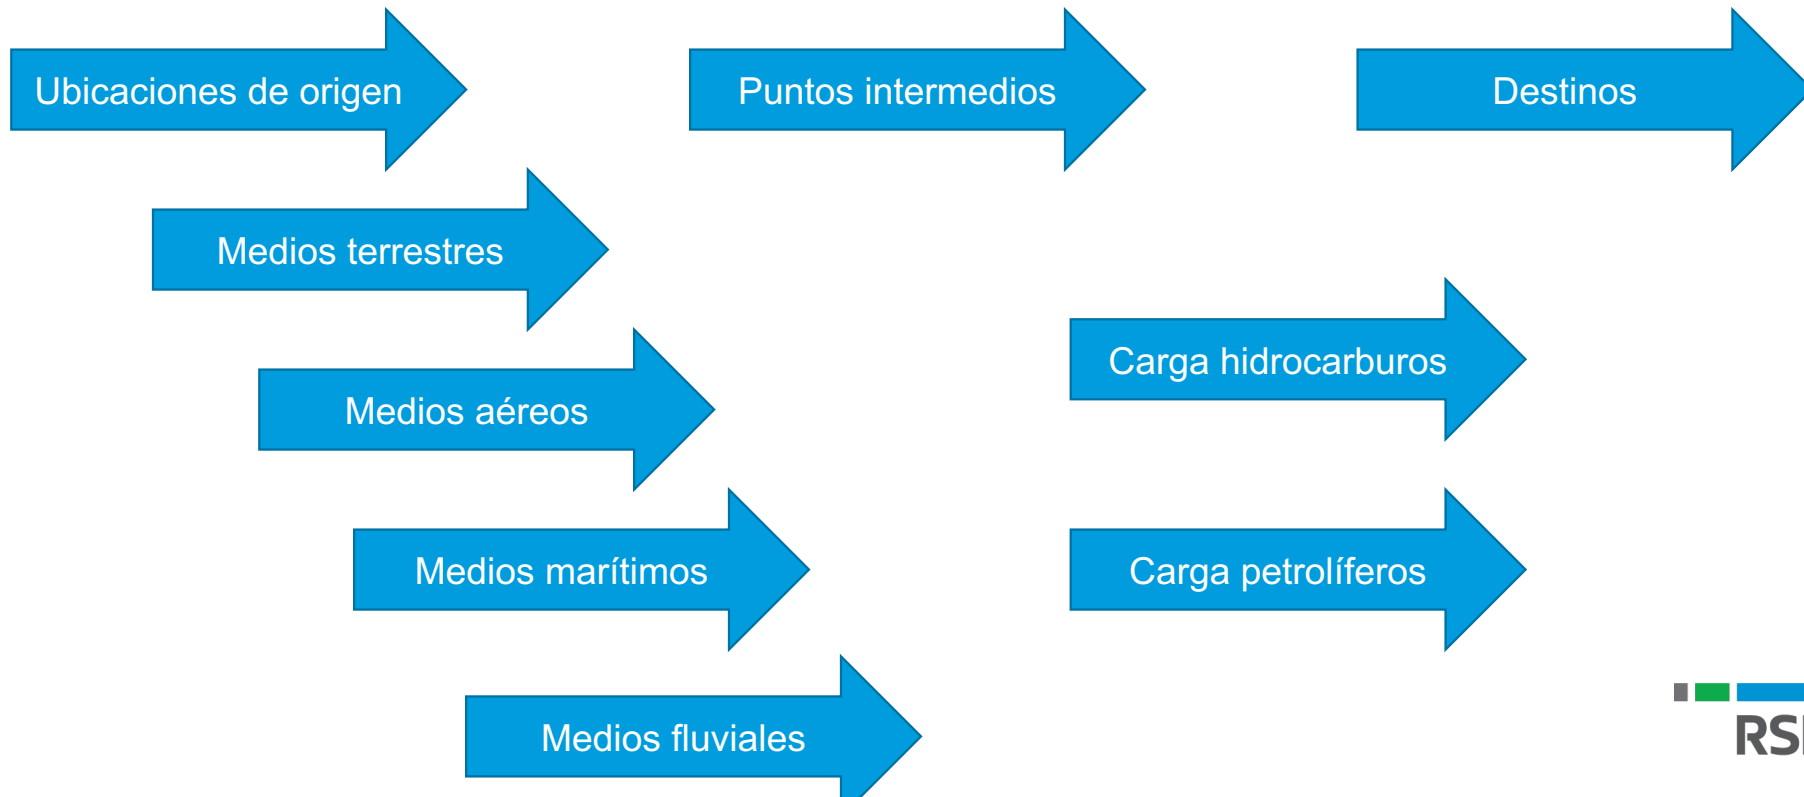 Ubicaciones de origen
Puntos intermedios
Destinos
Medios terrestres
Carga hidrocarburos
Medios aéreos
Carga petrolíferos
Medios marítimos
Medios fluviales